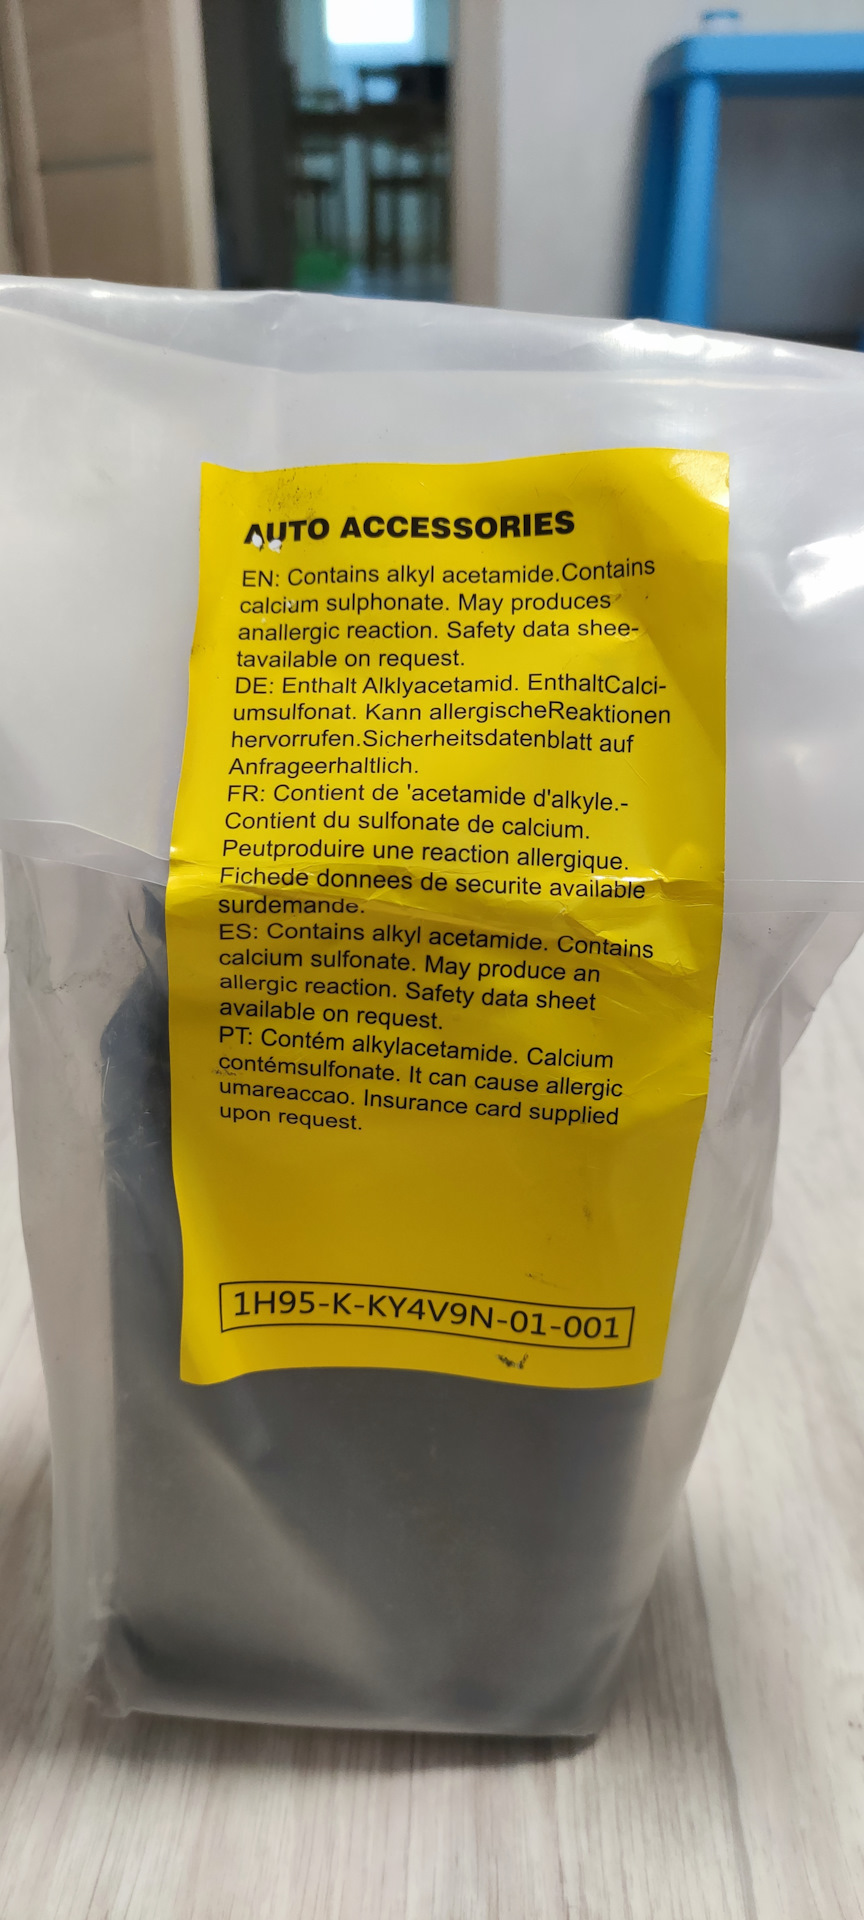 AUTO ACCESSORIES
EN: Contains alkyl acetamide.Contains
calcium sulphonate. May produces
anallergic reaction. Safety data shee-
tavailable on request.
DE: Enthalt Alklyacetamid. EnthaltCalci-
umsulfonat. Kann allergischeReaktionen
hervorrufen.Sicherheitsdatenblatt auf
Anfrageerhaltlich.
FR: Contient de 'acetamide d'alkyle.-
Contient du sulfonate de calcium.
Peutproduire une reaction allergique.
Fichede donnees de securite available
surdemande.
ES: Contains alkyl acetamide. Contains
calcium sulfonate. May produce an
allergic reaction. Safety data sheet
available on request.
PT: Contém alkylacetamide. Calcium
contémsulfonate. It can cause allergic
umareaccao. Insurance card supplied
upon request.
1H95-K-KY4V9N-01-001